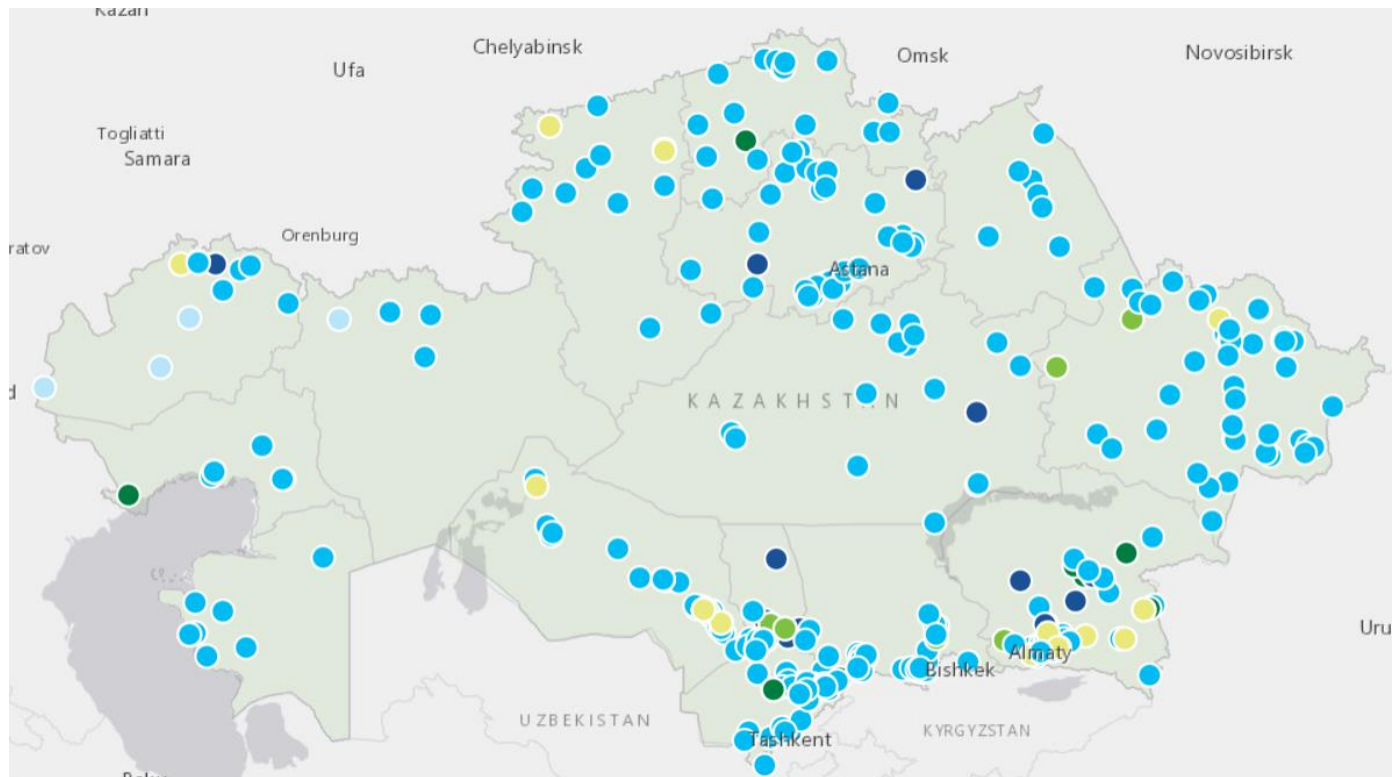 Kazan
Chelyabinsk
Omsk
Novosibirsk
Ufa
Togliatti
Samara
Orenburg
ratov
Astana
KAZAKHSTAN
d
Uru
Almaty
Bishkek
UZBEKISTAN
KYRGYZSTAN
Tashkent